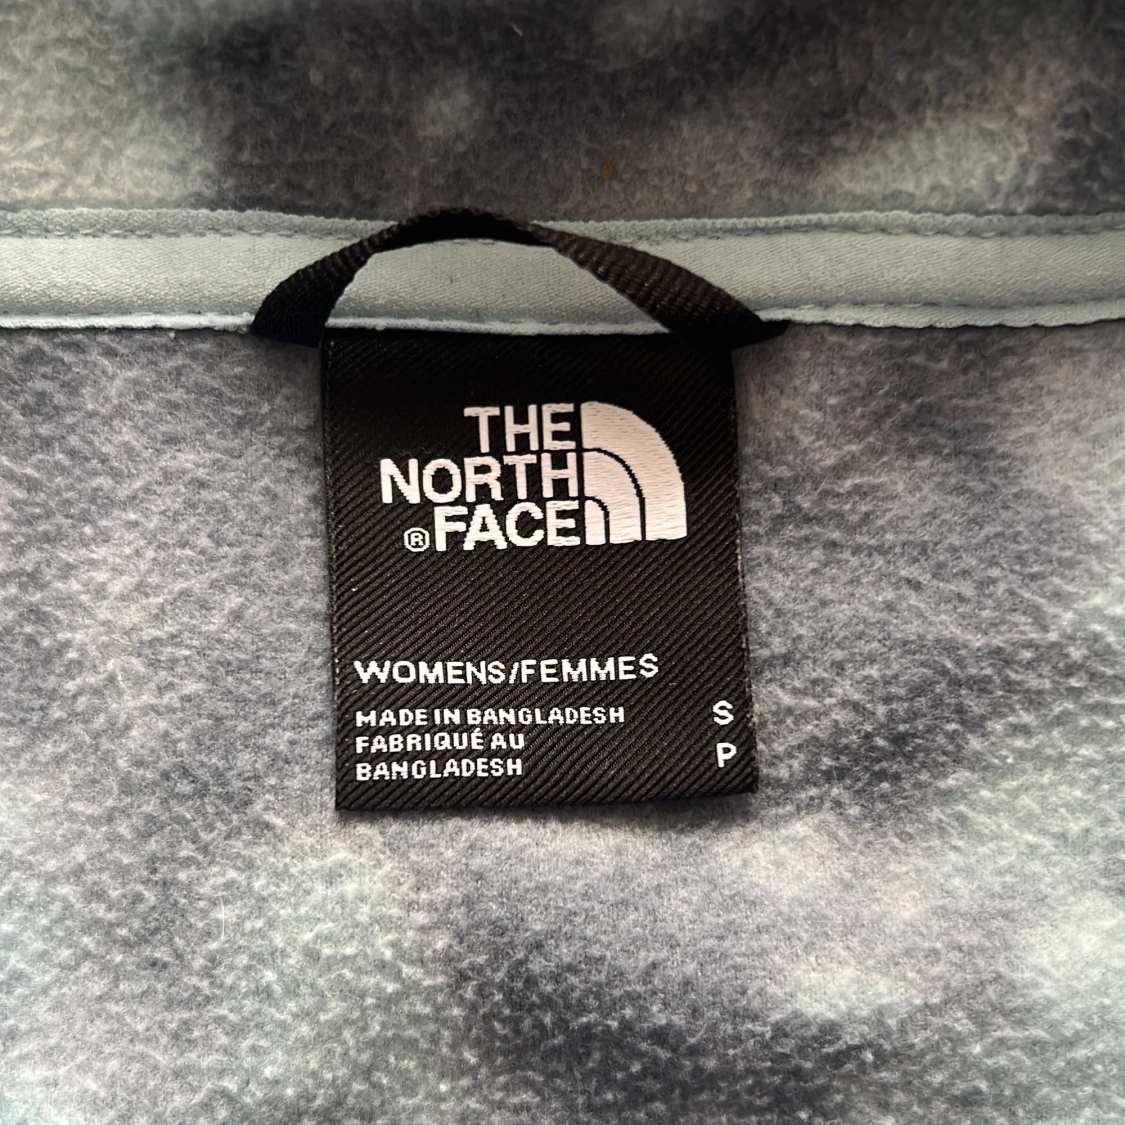 THE
NORTH
®FACE
WOMENS/FEMMES
MADE IN BANGLADESH S
FABRIQUÉ AU
BANGLADESH P